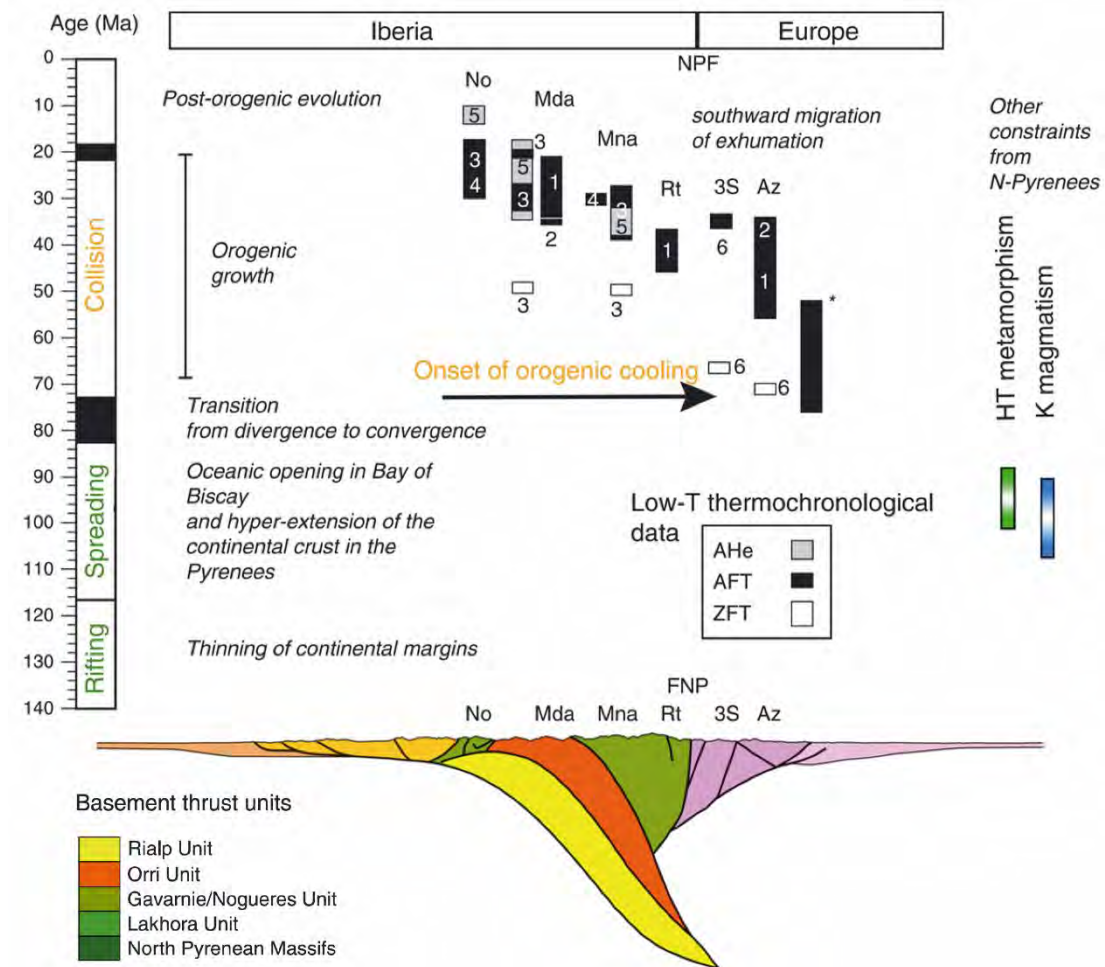 Age (Ma)
Iberia
Europe
NPF
0
10
20
30
40
50
60
70
80
90
100
110
120
130
140
Collision
Spreading
Rifting
Post-orogenic evolution
Orogenic
growth
Transition
from divergence to convergence
Oceanic opening in Bay of
Biscay
and hyper-extension of the
continental crust in the
Pyrenees
Thinning of continental margins
No
5
3
4
Mda
3
5
3
3
1
2
Mna
4
3
5
3
Rt
1
southward migration
of exhumation
3S
6
6
Az
2
1
6
*
Onset of orogenic cooling
Other
constraints
from
N-Pyrenees
HT metamorphism
K magmatism
Low-T thermochronological
data
AHe
AFT
ZFT
FNP
No Mda Mna Rt 3S Az
Basement thrust units
Rialp Unit
Orri Unit
Gavarnie/Nogueres Unit
Lakhora Unit
North Pyrenean Massifs